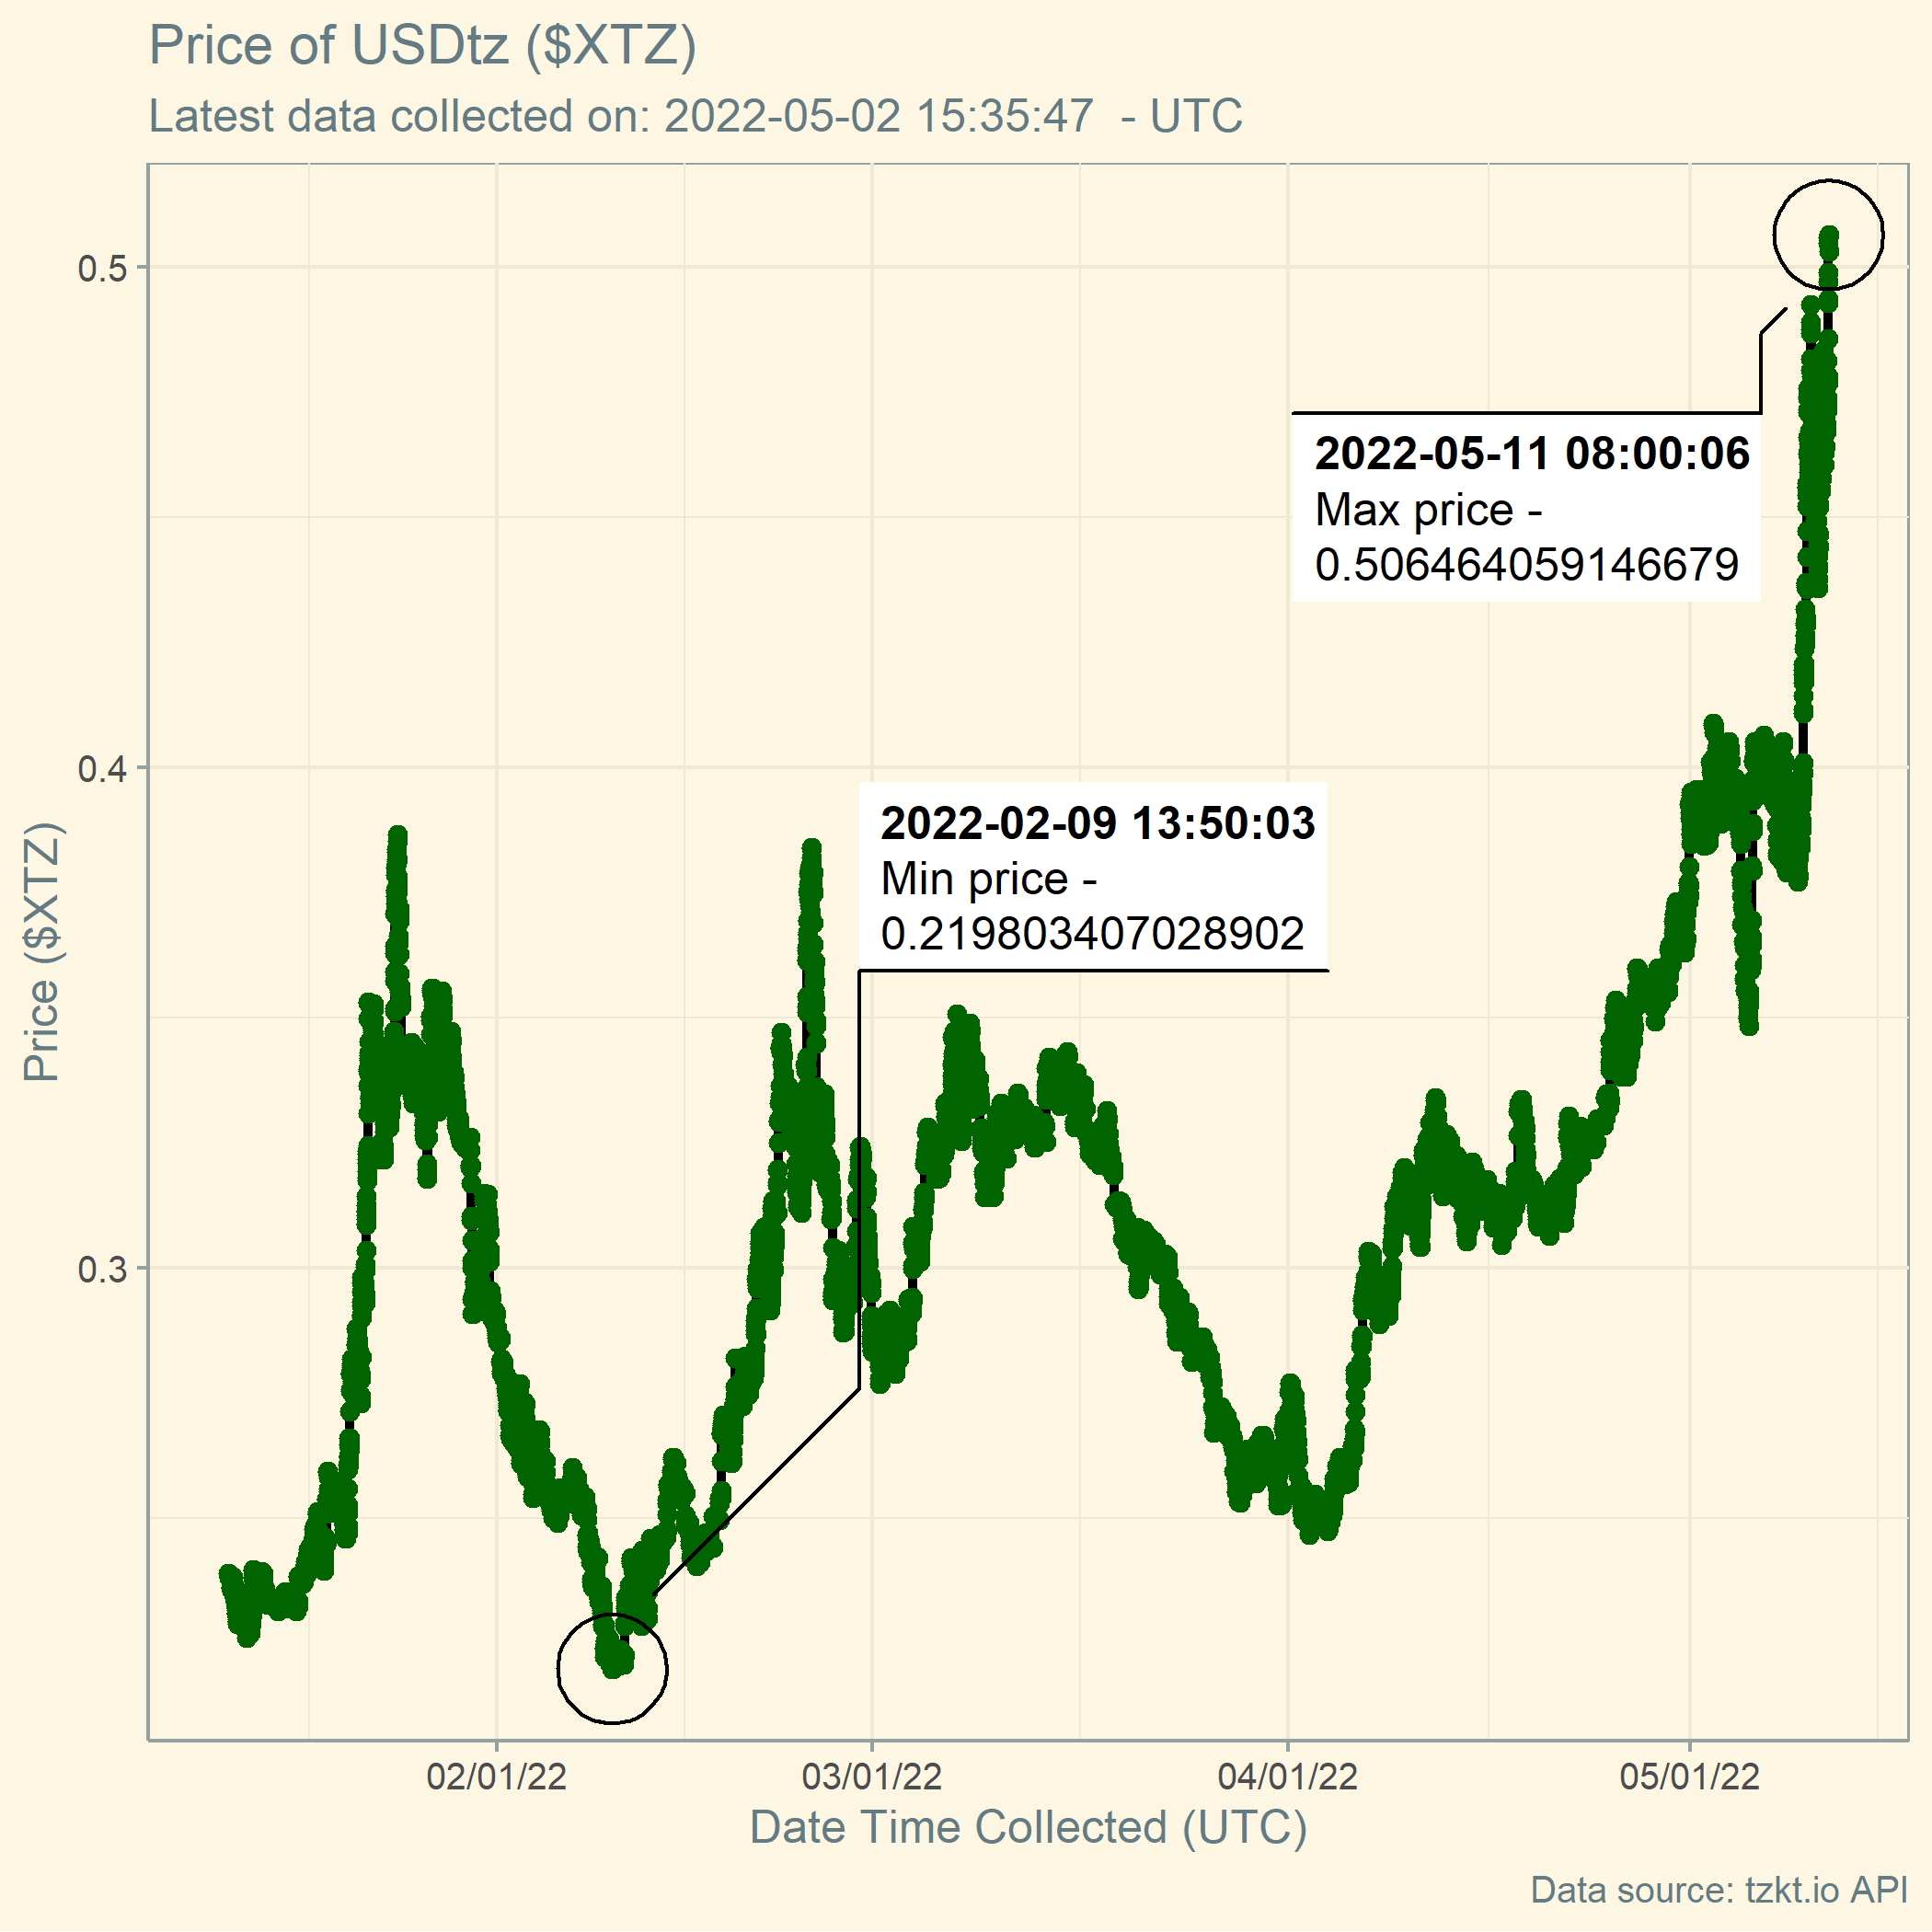 Price of USDtz ($XTZ)
Latest data collected on: 2022-05-02 15:35:47  - UTC
0.5
2022-05-11 08:00:06
Max price -
0.506464059146679
0.4
2022-02-09 13:50:03
Min price -
0.219803407028902
Price ($XTZ)
0.3
02/01/22
03/01/22
04/01/22
05/01/22
Date Time Collected (UTC)
Data source: tzkt.io API